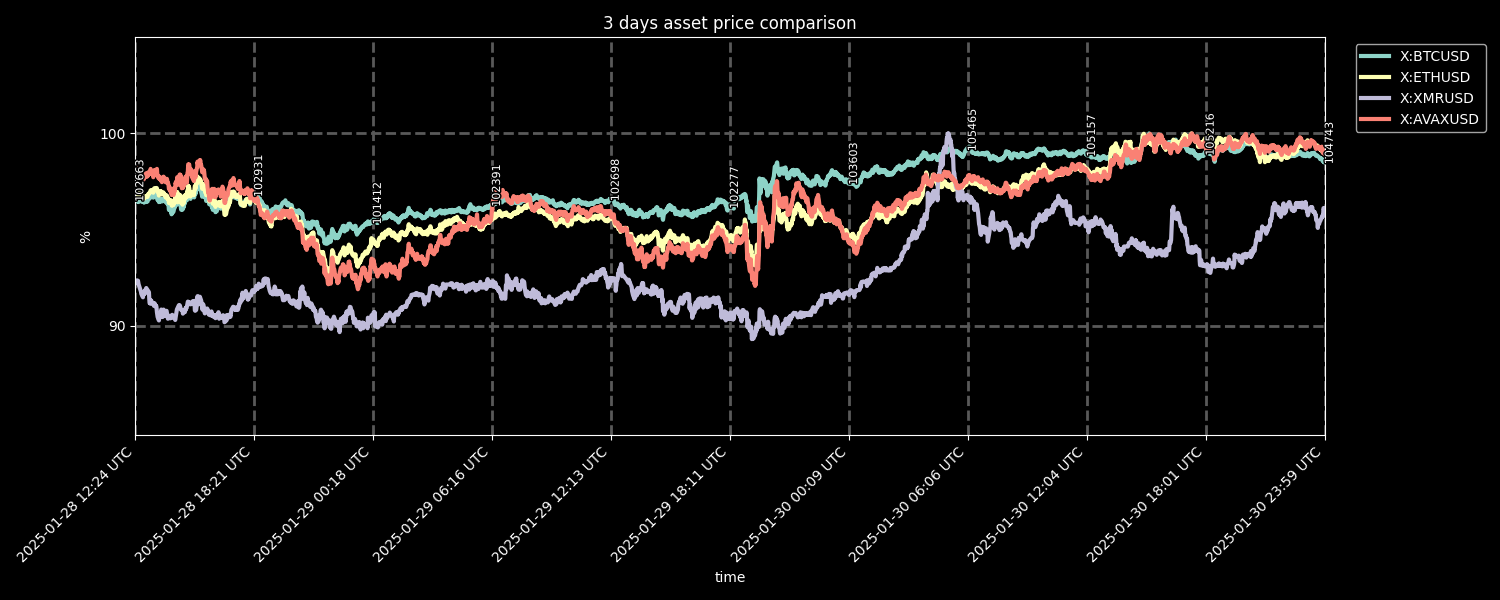 3 days asset price comparison
X:BTCUSD
X:ETHUSD
X:XMRUSD
X:AVAXUSD
%
100
90
102663
102931
101412
102391
102698
102277
103603
105465
105157
105216
104743
2025-01-28 12:24 UTC
2025-01-28 18:21 UTC
2025-01-29 00:18 UTC
2025-01-29 06:16 UTC
2025-01-29 12:13 UTC
2025-01-29 18:11 UTC
2025-01-30 00:09 UTC
2025-01-30 06:06 UTC
2025-01-30 12:04 UTC
2025-01-30 18:01 UTC
2025-01-30 23:59 UTC
time